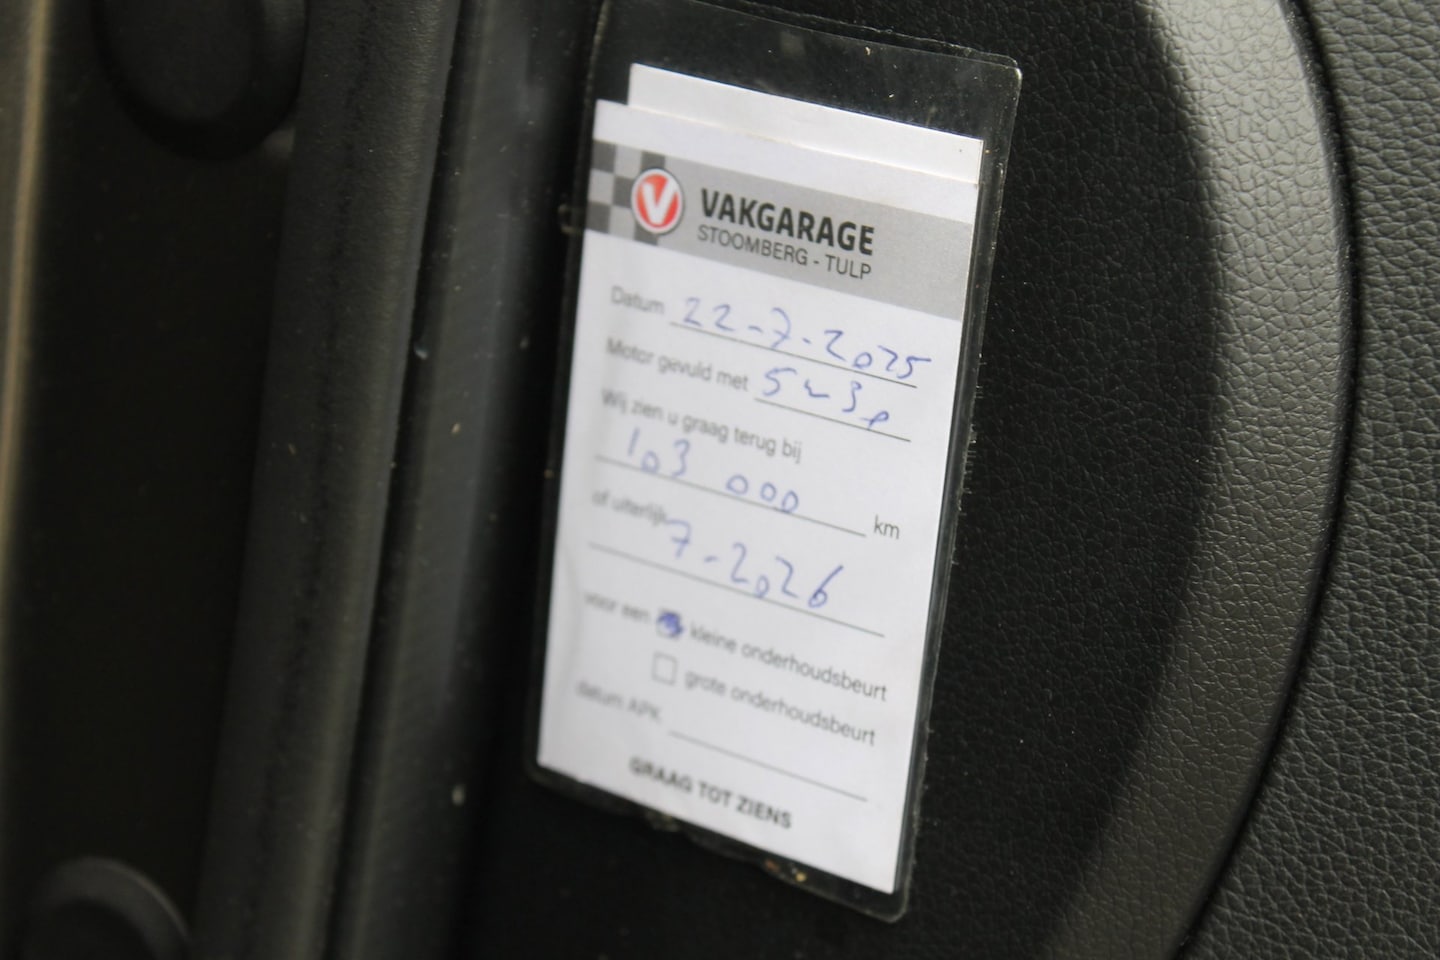 V
VAKGARAGE
STOOMBERG - TULP
Datum 22-7-2025
Motor gevuld met 5w30
Wij zien u graag terug bij
103 000 km
of uiterlijk
7-2026
voor een kleine onderhoudsbeurt
grote onderhoudsbeurt
datum APK
GRAAG TOT ZIENS